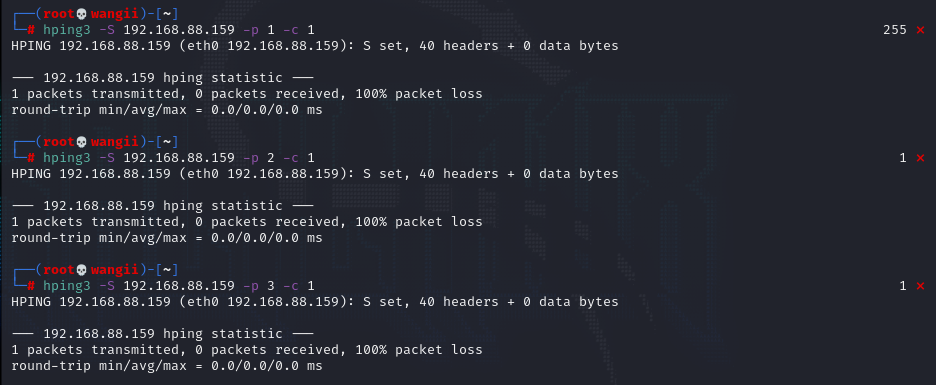 ┌──(root💀wangii)-[~]
└─# hping3 -S 192.168.88.159 -p 1 -c 1 255 ⨯
HPING 192.168.88.159 (eth0 192.168.88.159): S set, 40 headers + 0 data bytes

--- 192.168.88.159 hping statistic ---
1 packets transmitted, 0 packets received, 100% packet loss
round-trip min/avg/max = 0.0/0.0/0.0 ms

┌──(root💀wangii)-[~]
└─# hping3 -S 192.168.88.159 -p 2 -c 1 1 ⨯
HPING 192.168.88.159 (eth0 192.168.88.159): S set, 40 headers + 0 data bytes

--- 192.168.88.159 hping statistic ---
1 packets transmitted, 0 packets received, 100% packet loss
round-trip min/avg/max = 0.0/0.0/0.0 ms

┌──(root💀wangii)-[~]
└─# hping3 -S 192.168.88.159 -p 3 -c 1 1 ⨯
HPING 192.168.88.159 (eth0 192.168.88.159): S set, 40 headers + 0 data bytes

--- 192.168.88.159 hping statistic ---
1 packets transmitted, 0 packets received, 100% packet loss
round-trip min/avg/max = 0.0/0.0/0.0 ms